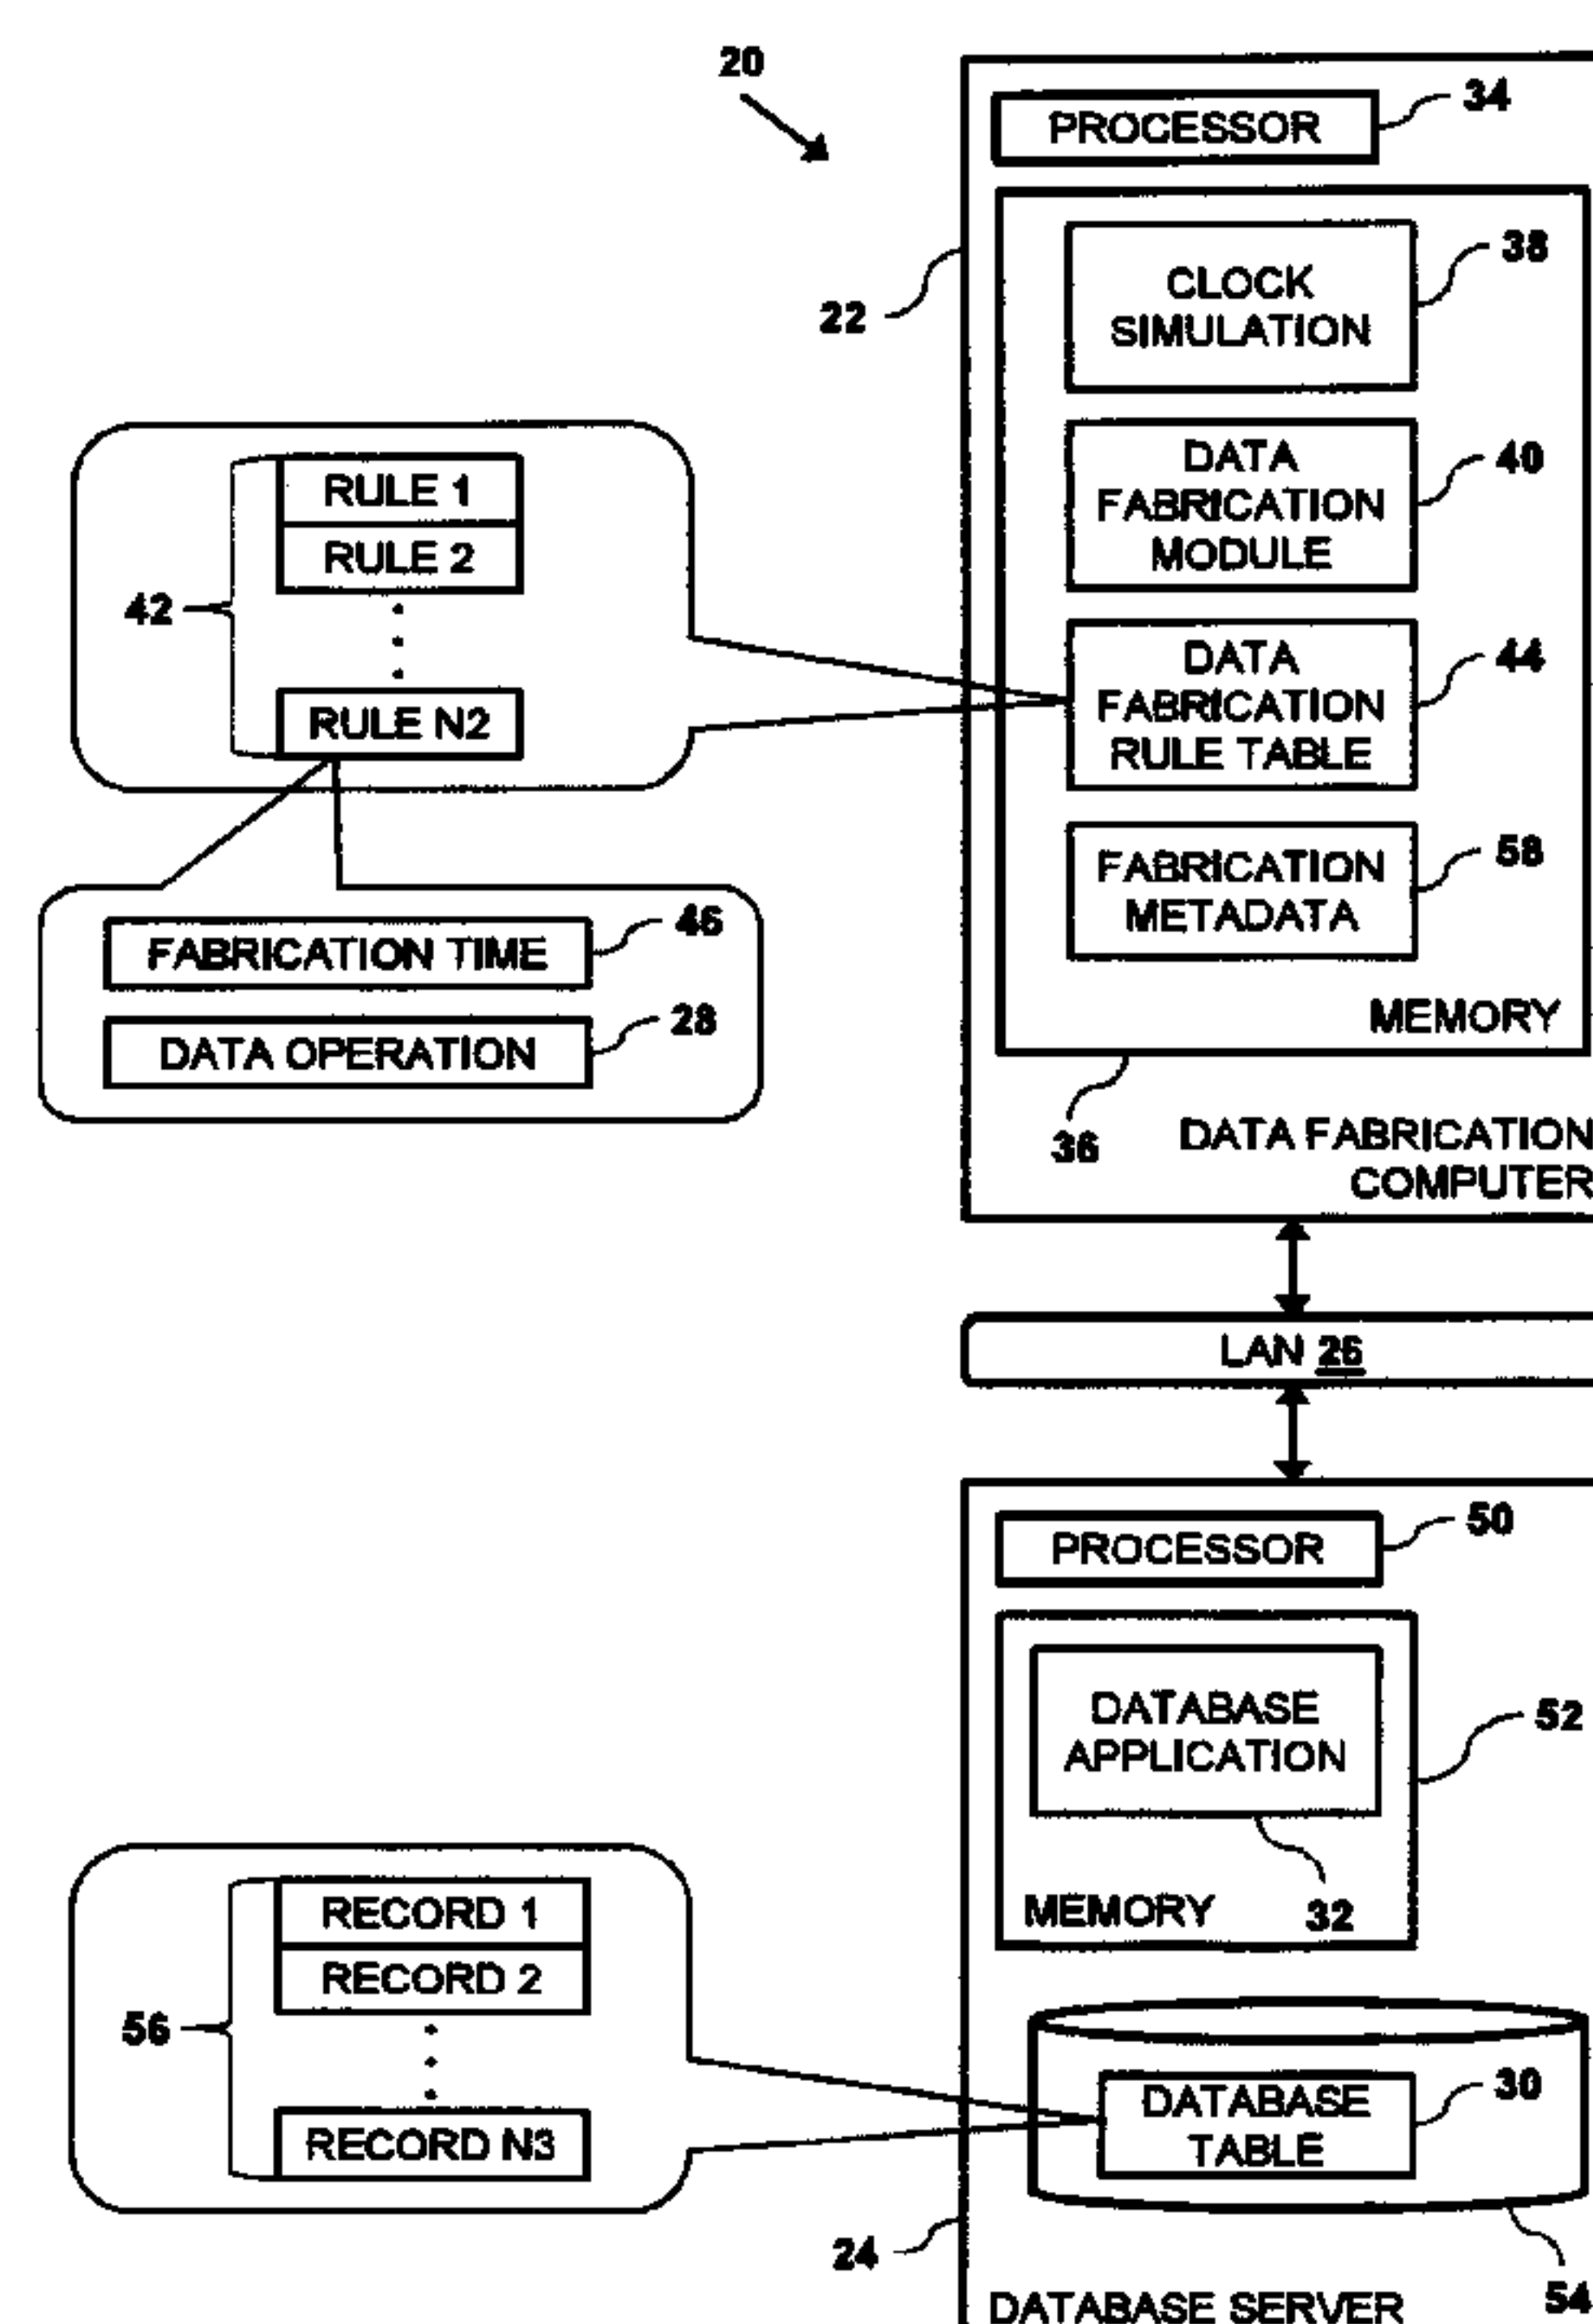 20
PROCESSOR
34
CLOCK
SIMULATION
38
22
DATA
FABRICATION
MODULE
40
RULE 1
RULE 2
42
RULE N2
DATA
FABRICATION
RULE TABLE
44
FABRICATION
METADATA
58
FABRICATION TIME
46
DATA OPERATION
28
MEMORY
36
DATA FABRICATION
COMPUTER
LAN 26
PROCESSOR
50
DATABASE
APPLICATION
52
MEMORY
32
RECORD 1
RECORD 2
56
RECORD N3
DATABASE
TABLE
30
24
54
DATABASE SERVER